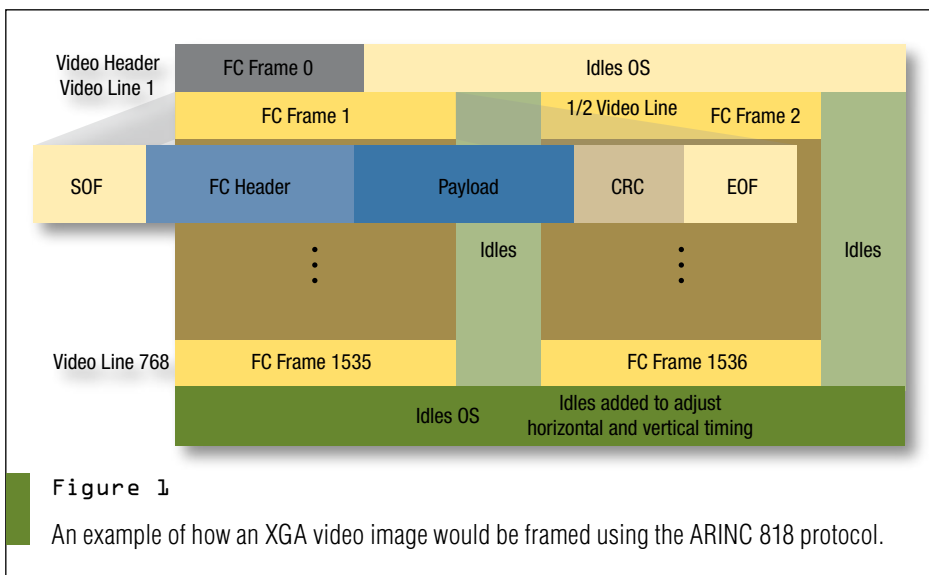 Video Header
FC Frame 0
Idles OS
Video Line 1
FC Frame 1
1/2 Video Line
FC Frame 2
SOF
FC Header
Payload
CRC
EOF
Idles
Idles
Video Line 768
FC Frame 1535
FC Frame 1536
Idles OS
Idles added to adjust
horizontal and vertical timing
Figure 1
An example of how an XGA video image would be framed using the ARINC 818 protocol.